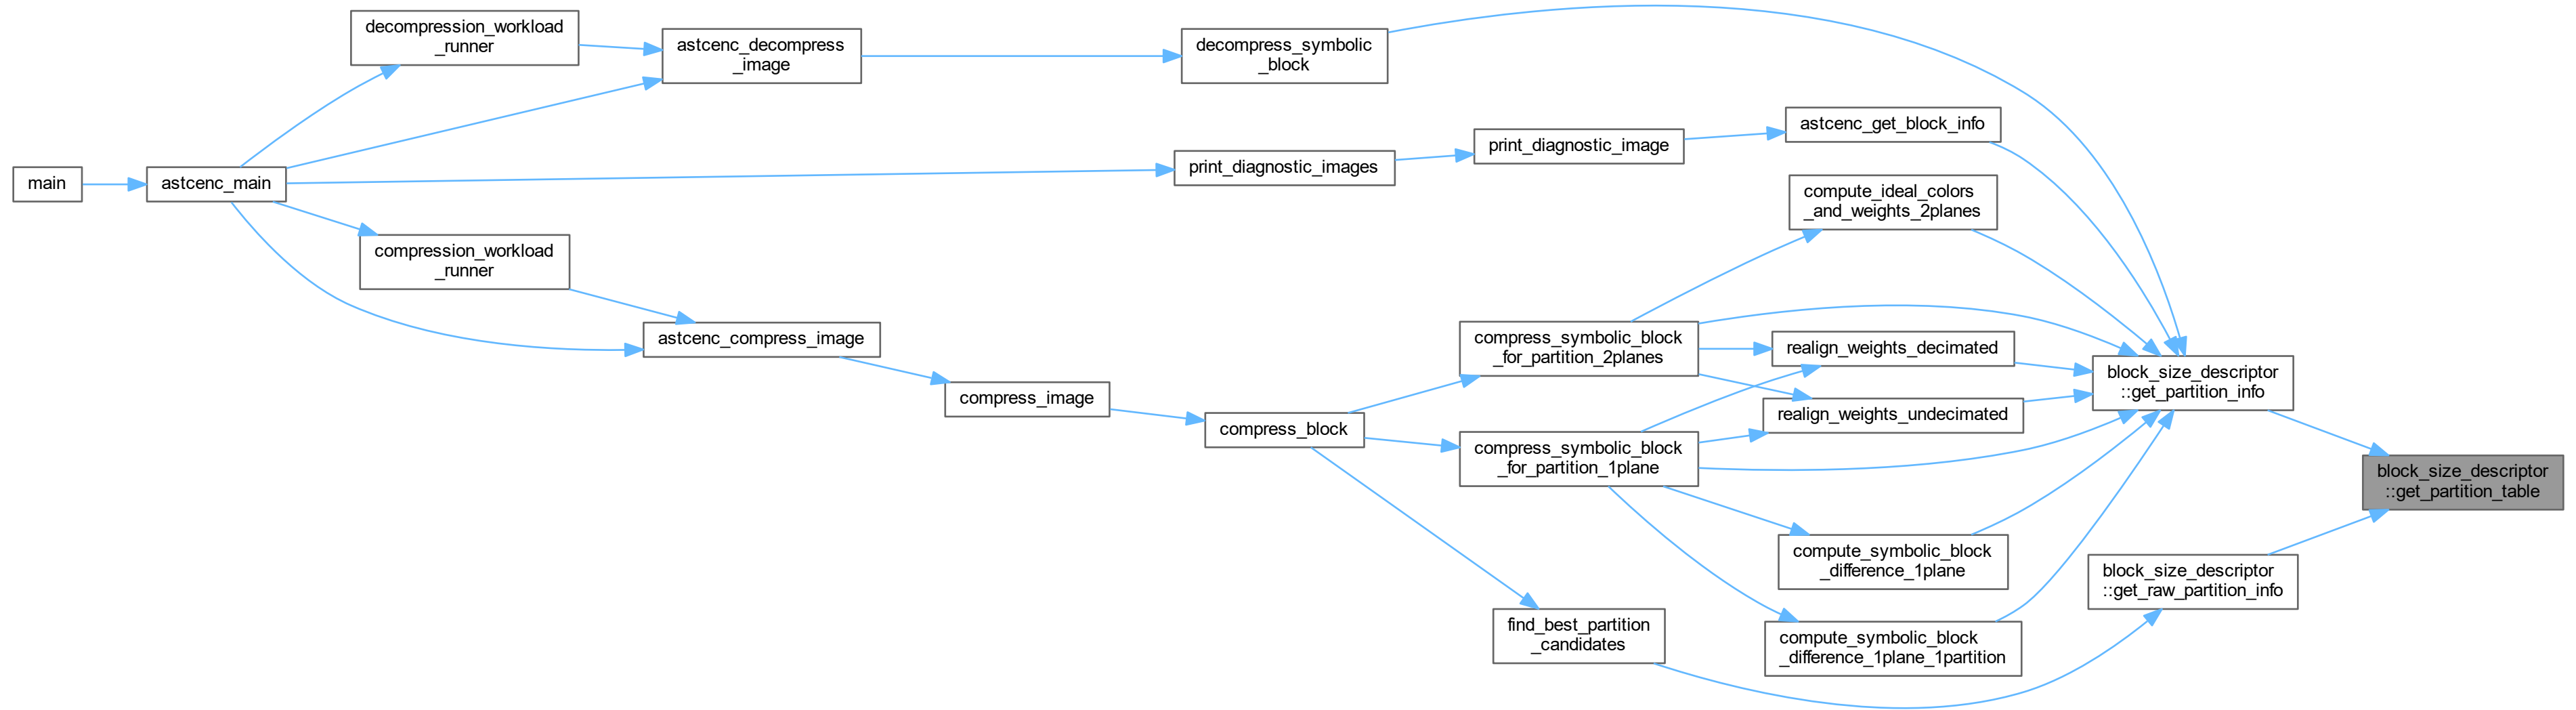 decompression_workload
_runner
astcenc_decompress
_image
decompress_symbolic
_block
astcenc_get_block_info
print_diagnostic_image
print_diagnostic_images
main
astcenc_main
compute_ideal_colors
_and_weights_2planes
compression_workload
_runner
astcenc_compress_image
compress_symbolic_block
_for_partition_2planes
realign_weights_decimated
block_size_descriptor
::get_partition_info
compress_image
realign_weights_undecimated
compress_block
compress_symbolic_block
_for_partition_1plane
block_size_descriptor
::get_partition_table
compute_symbolic_block
_difference_1plane
block_size_descriptor
::get_raw_partition_info
find_best_partition
_candidates
compute_symbolic_block
_difference_1plane_1partition